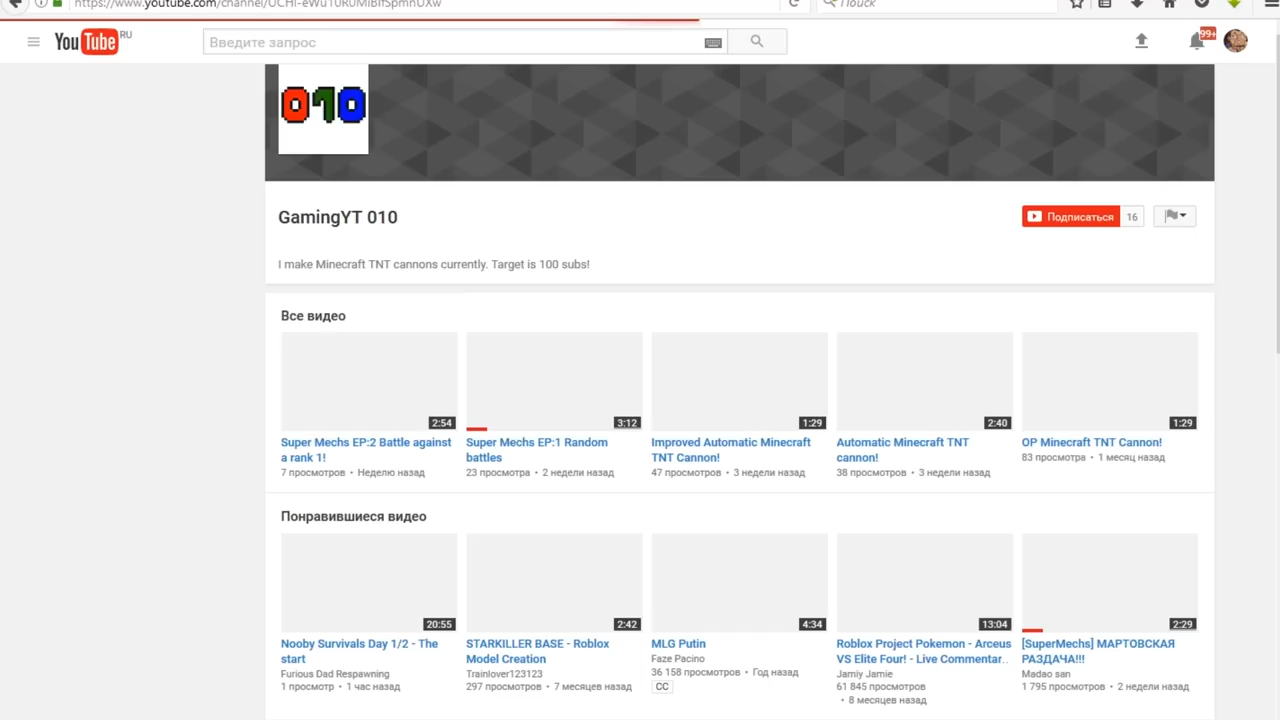 Поиск
YouTube RU
Введите запрос
99+
010
GamingYT 010
Подписаться 16
I make Minecraft TNT cannons currently. Target is 100 subs!
Все видео
2:54
3:12
1:29
2:40
1:29
Super Mechs EP:2 Battle against
a rank 1!
7 просмотров • Неделю назад
Super Mechs EP:1 Random
battles
23 просмотра • 2 недели назад
Improved Automatic Minecraft
TNT Cannon!
47 просмотров • 3 недели назад
Automatic Minecraft TNT
cannon!
38 просмотров • 3 недели назад
OP Minecraft TNT Cannon!
83 просмотра • 1 месяц назад
Понравившиеся видео
20:55
2:42
4:34
13:04
2:29
Nooby Survivals Day 1/2 - The
start
Furious Dad Respawning
1 просмотр • 1 час назад
STARKILLER BASE - Roblox
Model Creation
Trainlover123123
297 просмотров • 7 месяцев назад
MLG Putin
Faze Pacino
36 158 просмотров • Год назад
CC
Roblox Project Pokemon - Arceus
VS Elite Four! - Live Commentar..
Jamiy Jamie
61 845 просмотров
• 8 месяцев назад
[SuperMechs] МАРТОВСКАЯ
РАЗДАЧА!!!
Madao san
1 795 просмотров • 2 недели назад